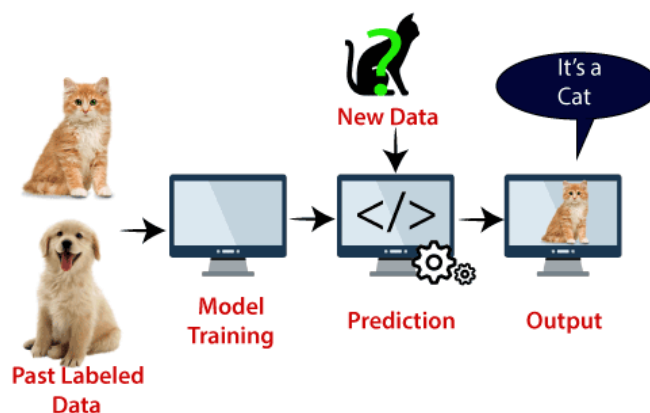 It's a
Cat
?
New Data
</>
Model
Training
Prediction
Output
Past Labeled
Data